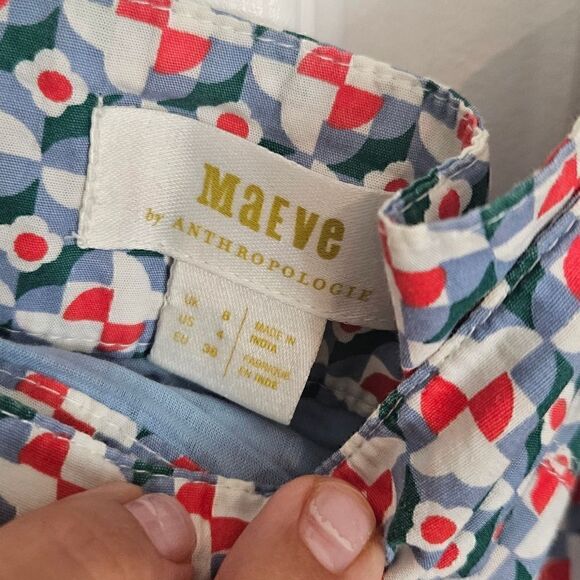 Maeve
by ANTHROPOLOGIE
UK 8
US 4
EU 36
MADE IN
INDIA
FABRIQUÉ
EN INDE